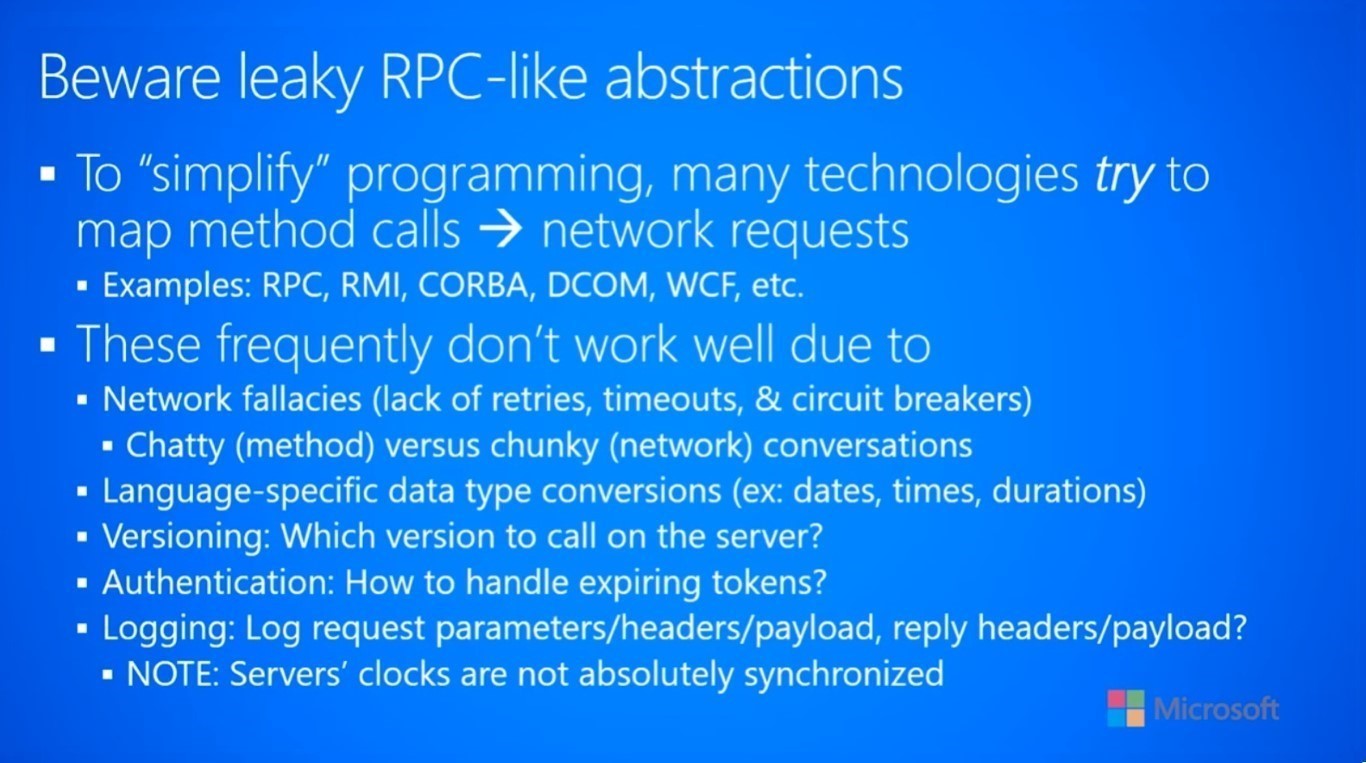 Beware leaky RPC-like abstractions
▪ To “simplify” programming, many technologies try to
map method calls → network requests
▪ Examples: RPC, RMI, CORBA, DCOM, WCF, etc.
▪ These frequently don’t work well due to
▪ Network fallacies (lack of retries, timeouts, & circuit breakers)
▪ Chatty (method) versus chunky (network) conversations
▪ Language-specific data type conversions (ex: dates, times, durations)
▪ Versioning: Which version to call on the server?
▪ Authentication: How to handle expiring tokens?
▪ Logging: Log request parameters/headers/payload, reply headers/payload?
▪ NOTE: Servers’ clocks are not absolutely synchronized
Microsoft